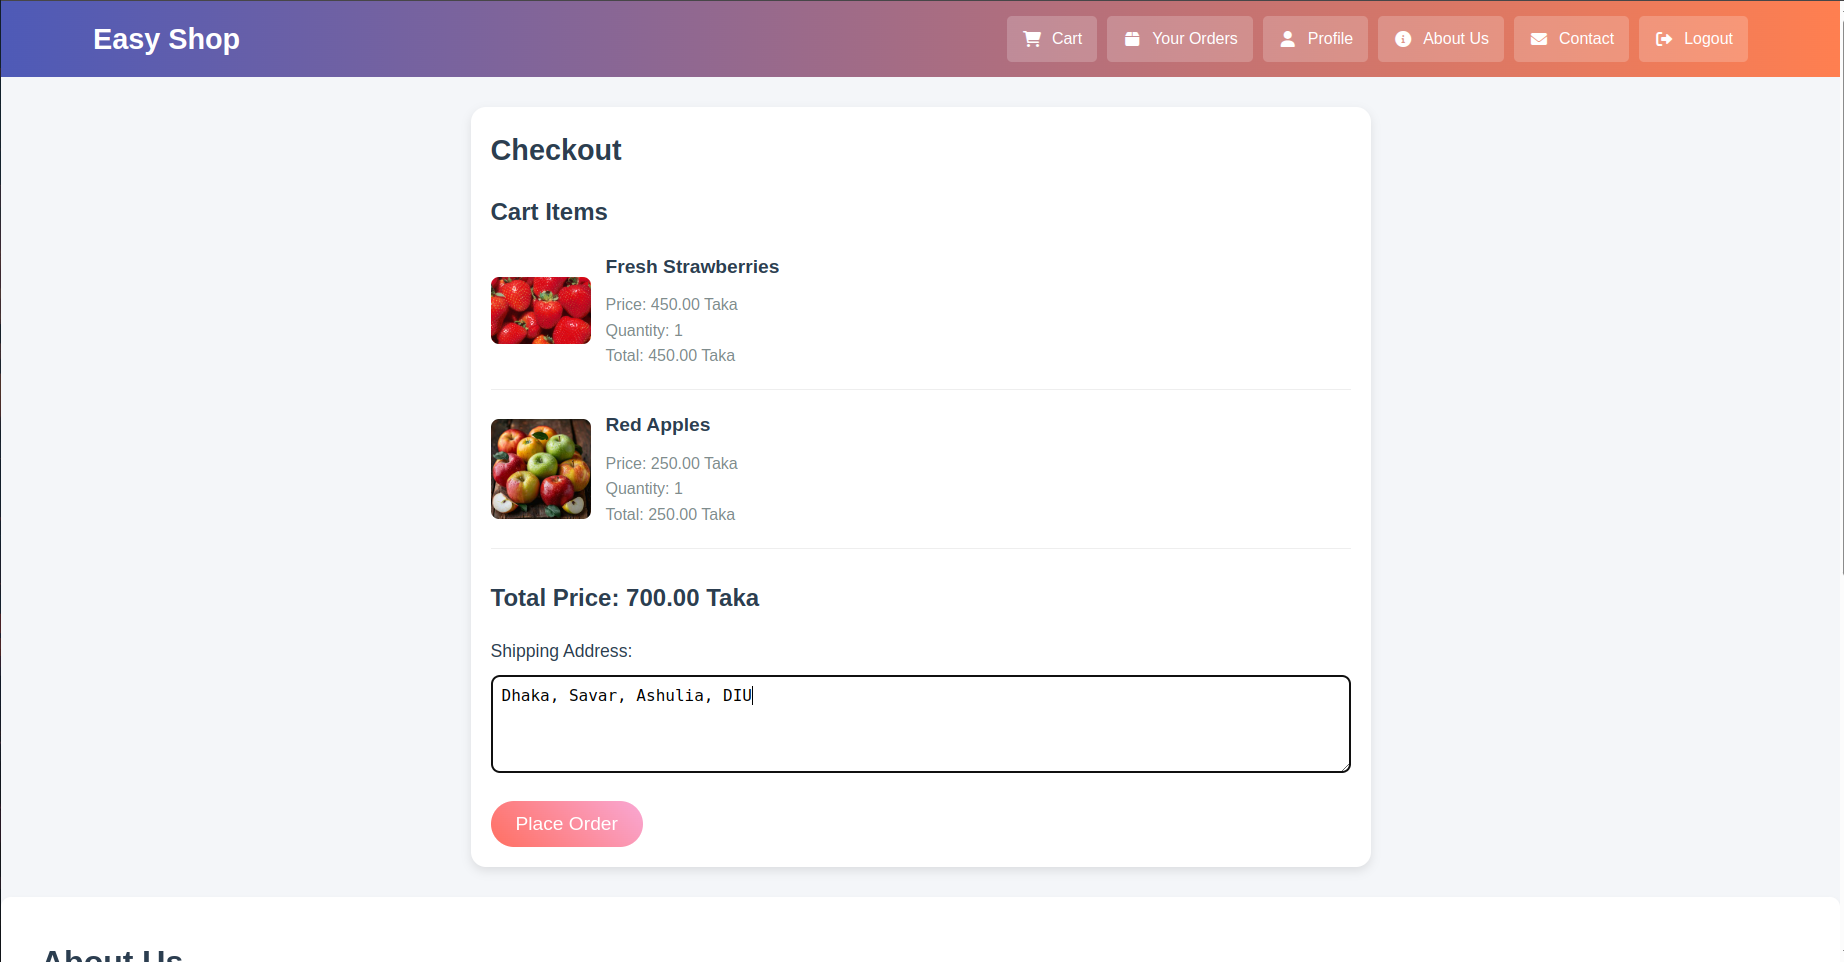 Easy Shop
Cart
Your Orders
Profile
About Us
Contact
Logout
Checkout
Cart Items
Fresh Strawberries
Price: 450.00 Taka
Quantity: 1
Total: 450.00 Taka
Red Apples
Price: 250.00 Taka
Quantity: 1
Total: 250.00 Taka
Total Price: 700.00 Taka
Shipping Address:
Dhaka, Savar, Ashulia, DIU
Place Order
About Us